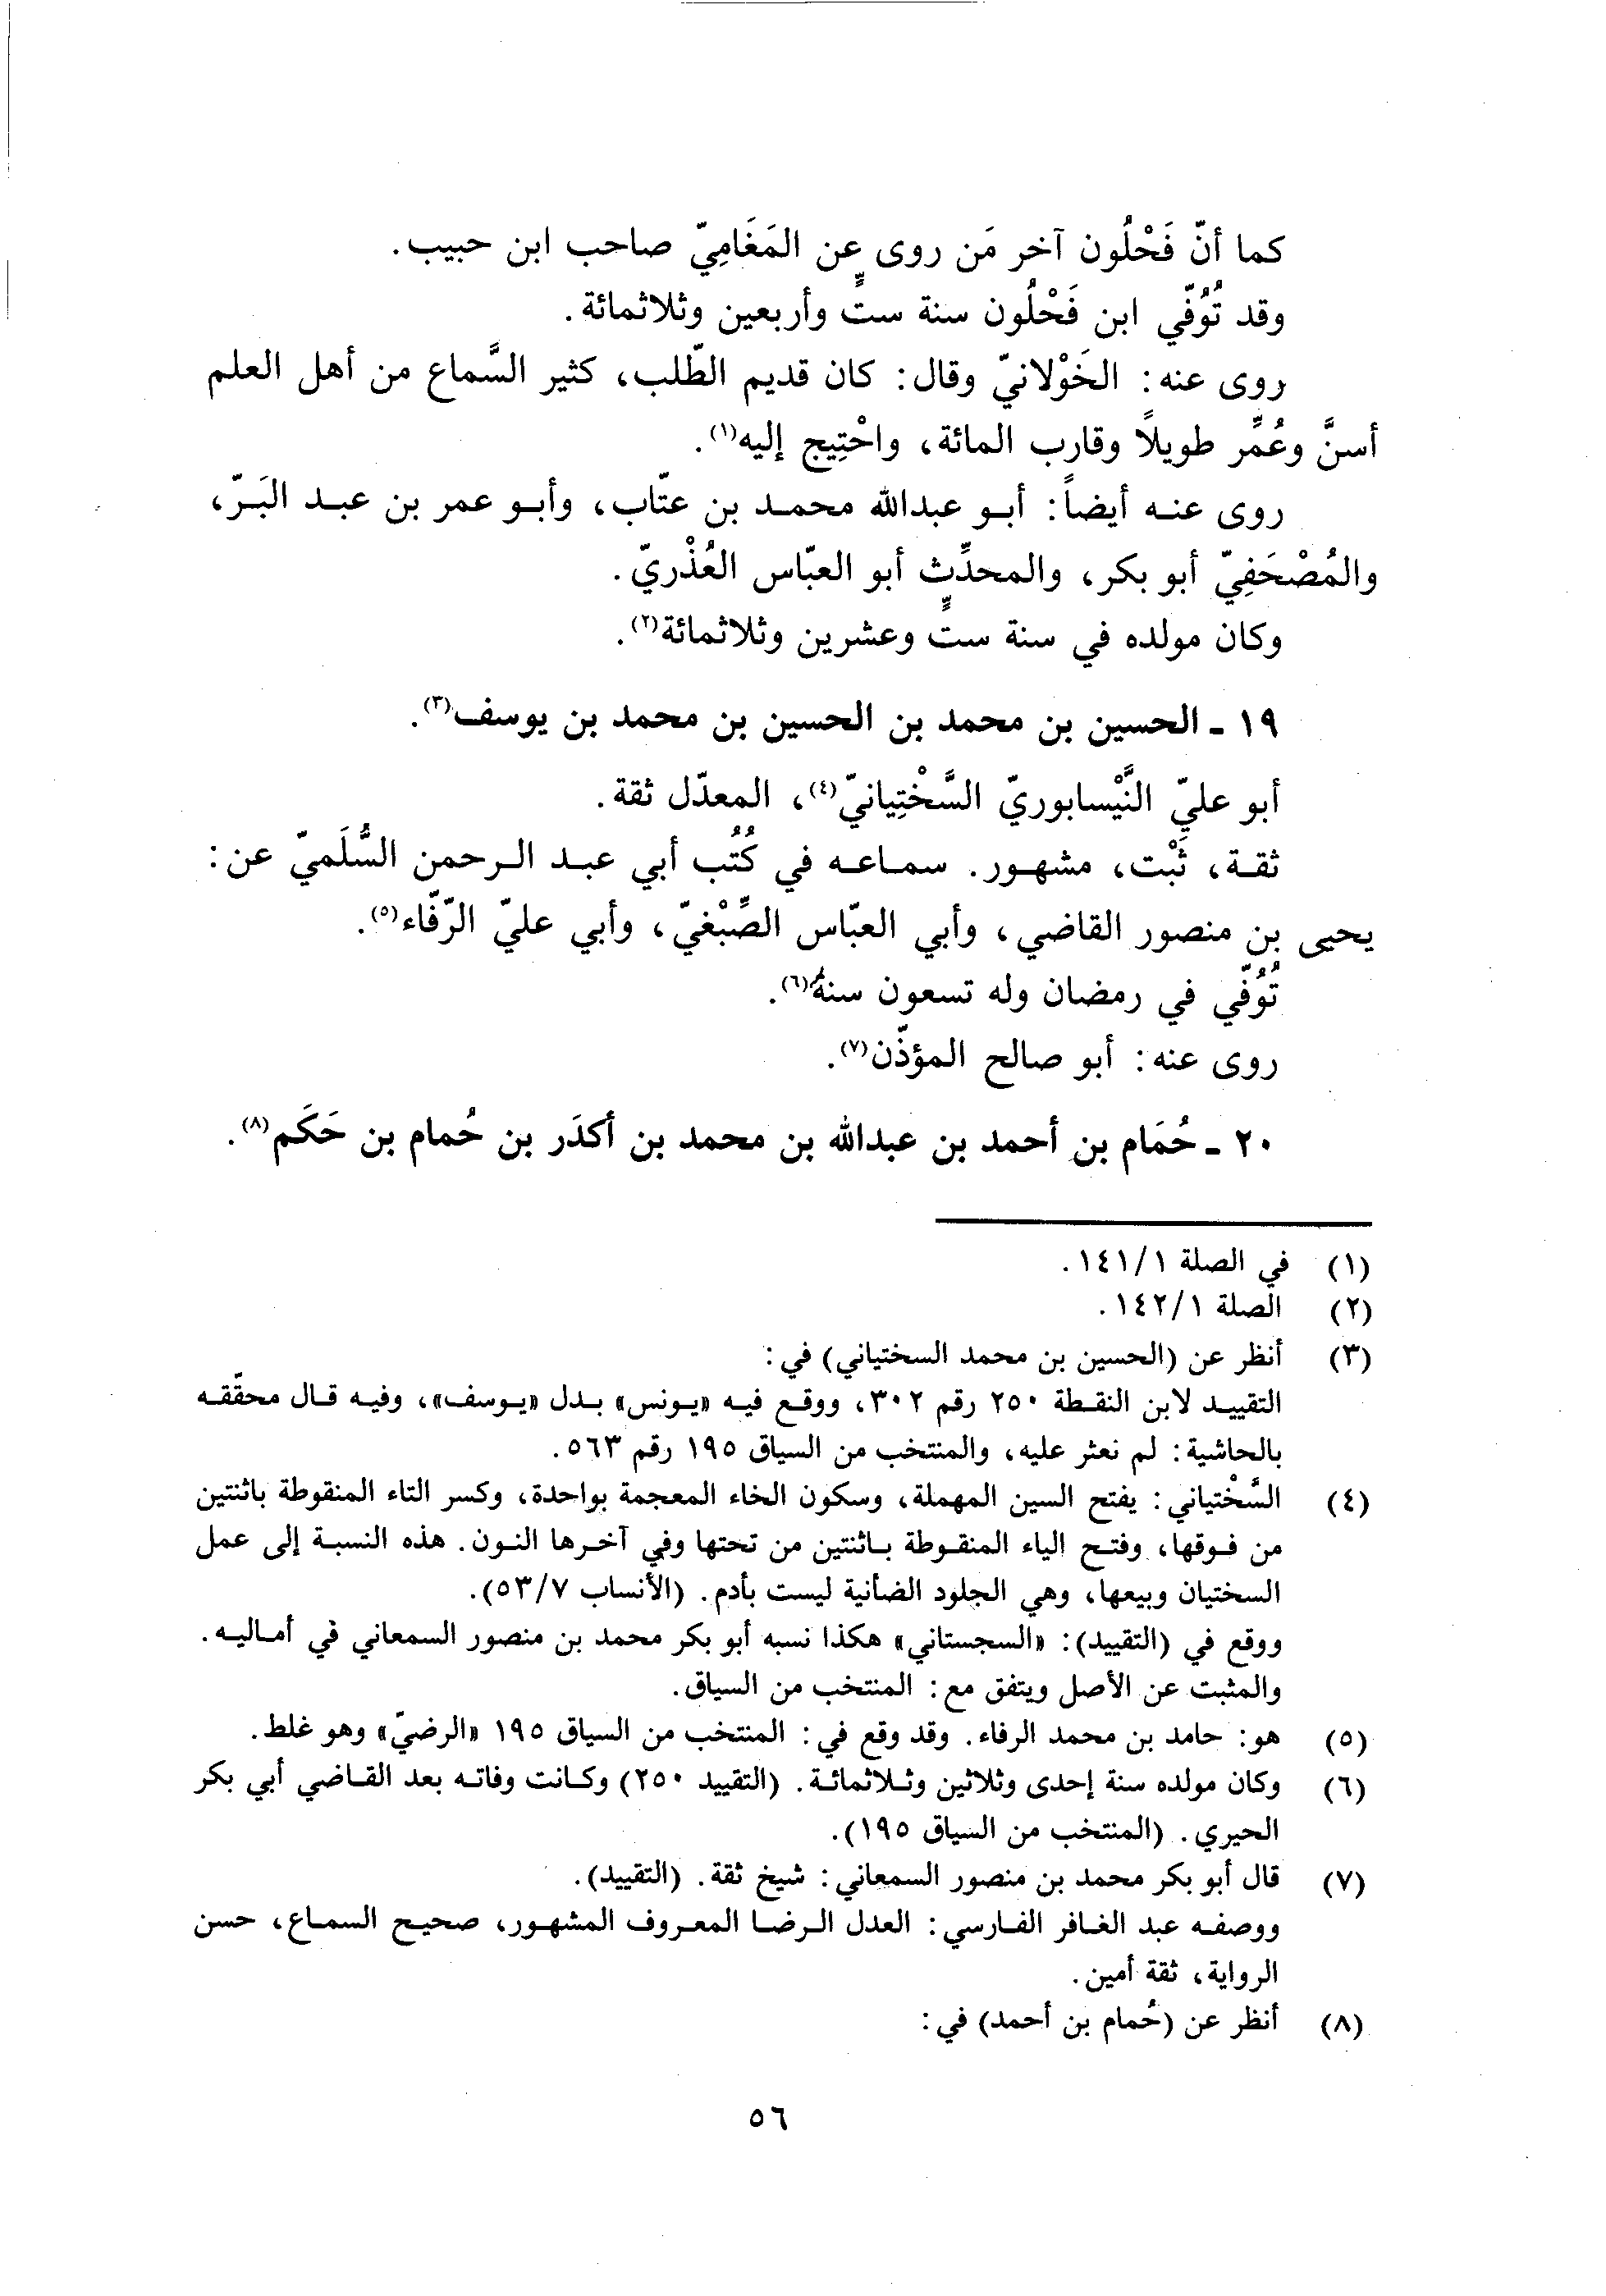 كما أنّ فَحْلُون آخر مَن روى عن المَغَامِيّ صاحب ابن حبيب.
وقد تُوُفّي ابن فَحْلُون سنة ستٍّ وأربعين وثلاثمائة.
روى عنه: الخَوْلانيّ وقال: كان قديم الطّلب، كثير السَّماع من أهل العلم
أسنَّ وعُمِّر طويلاً وقارب المائة، واحْتِيج إليه(١).
روى عنه أيضاً: أبو عبدالله محمد بن عتّاب، وأبو عمر بن عبد البَرّ،
والمُصْحَفِيّ أبو بكر، والمحدِّث أبو العبّاس العُذْريّ.
وكان مولده في سنة ستٍّ وعشرين وثلاثمائة(٢).
١٩ ـ الحسين بن محمد بن الحسين بن محمد بن يوسف(٣).
أبو عليّ النَّيْسابوريّ السَّخْتِيانيّ(٤)، المعدّل ثقة.
ثقة، ثَبْت، مشهور. سماعه في كُتُب أبي عبد الرحمن السُّلَميّ عن:
يحيى بن منصور القاضي، وأبي العبّاس الصِّبْغيّ، وأبي عليّ الرّفّاء(٥).
تُوُفّي في رمضان وله تسعون سنة(٦).
روى عنه: أبو صالح المؤذّن(٧).
٢٠ ـ حُمَام بن أحمد بن عبدالله بن محمد بن أكدَر بن حُمام بن حَكَم(٨).
(١) في الصلة ١/١٤١.
(٢) الصلة ١/١٤٢.
(٣) أنظر عن (الحسين بن محمد السختياني) في:
التقييد لابن النقطة ٢٥٠ رقم ٣٠٢، ووقع فيه «يونس» بدل «يوسف»، وفيه قال محقّقه
بالحاشية: لم نعثر عليه، والمنتخب من السياق ١٩٥ رقم ٥٦٣.
(٤) السَّخْتياني: يفتح السين المهملة، وسكون الخاء المعجمة بواحدة، وكسر التاء المنقوطة باثنتين
من فوقها، وفتح الياء المنقوطة باثنتين من تحتها وفي آخرها النون. هذه النسبة إلى عمل
السختيان وبيعها، وهي الجلود الضأنية ليست بأدم. (الأنساب ٧/٥٣).
ووقع في (التقييد): «السجستاني» هكذا نسبه أبو بكر محمد بن منصور السمعاني في أماليه.
والمثبت عن الأصل ويتفق مع: المنتخب من السياق.
(٥) هو: حامد بن محمد الرفاء. وقد وقع في: المنتخب من السياق ١٩٥ «الرضيّ» وهو غلط.
(٦) وكان مولده سنة إحدى وثلاثين وثلاثمائة. (التقييد ٢٥٠) وكانت وفاته بعد القاضي أبي بكر
الحيري. (المنتخب من السياق ١٩٥).
(٧) قال أبو بكر محمد بن منصور السمعاني: شيخ ثقة. (التقييد).
ووصفه عبد الغافر الفارسي: العدل الرضا المعروف المشهور، صحيح السماع، حسن
الرواية، ثقة أمين.
(٨) أنظر عن (حُمام بن أحمد) في:
٥٦